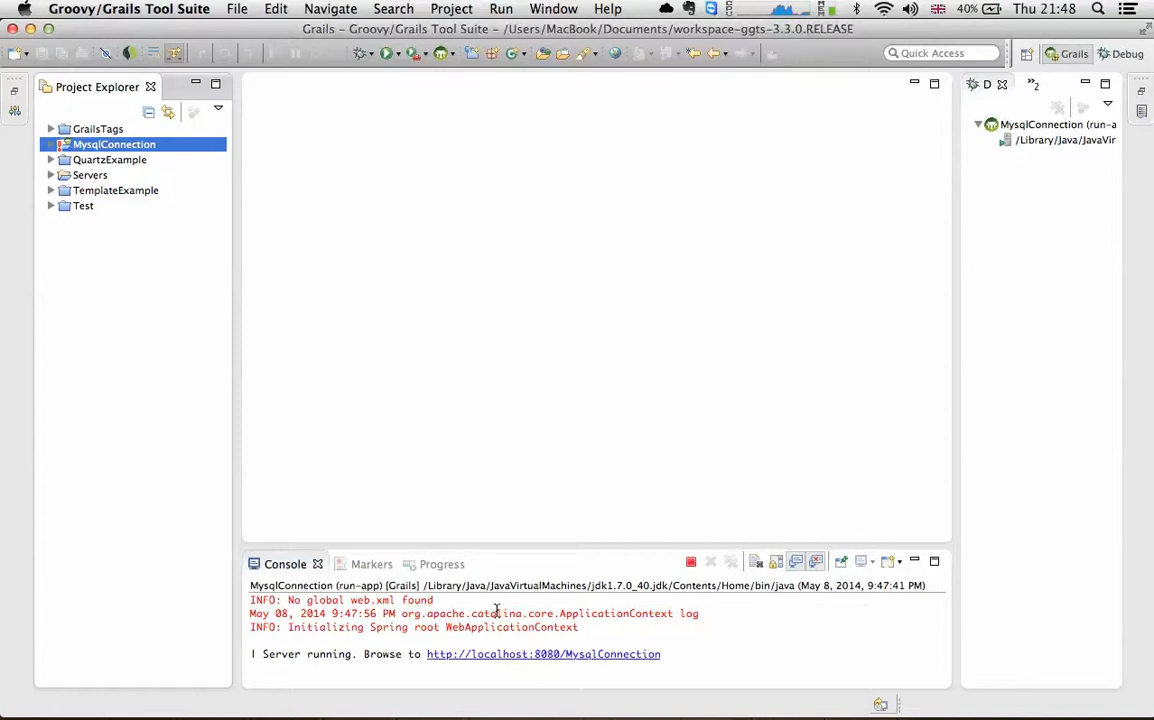 Groovy/Grails Tool Suite File Edit Navigate Search Project Run Window Help 40% Thu 21:48
Grails – Groovy/Grails Tool Suite – /Users/MacBook/Documents/workspace-ggts-3.3.0.RELEASE
Quick Access Grails Debug
Project Explorer
GrailsTags
MysqlConnection
QuartzExample
Servers
TemplateExample
Test
D
MysqlConnection (run-a
/Library/Java/JavaVir
Console Markers Progress
MysqlConnection (run-app) [Grails] /Library/Java/JavaVirtualMachines/jdk1.7.0_40.jdk/Contents/Home/bin/java (May 8, 2014, 9:47:41 PM)
INFO: No global web.xml found
May 08, 2014 9:47:56 PM org.apache.catalina.core.ApplicationContext log
INFO: Initializing Spring root WebApplicationContext
| Server running. Browse to http://localhost:8080/MysqlConnection